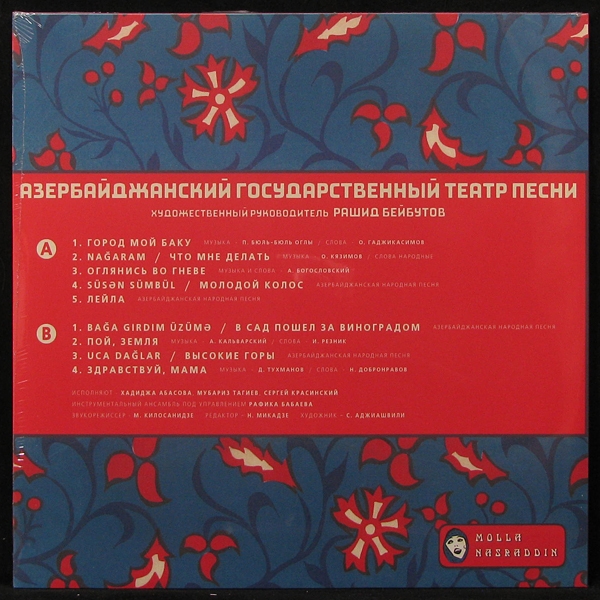 АЗЕРБАЙДЖАНСКИЙ ГОСУДАРСТВЕННЫЙ ТЕАТР ПЕСНИ
ХУДОЖЕСТВЕННЫЙ РУКОВОДИТЕЛЬ РАШИД БЕЙБУТОВ
A
1. ГОРОД МОЙ БАКУ МУЗЫКА - П. БЮЛЬ-БЮЛЬ ОГЛЫ / СЛОВА - О. ГАДЖИКАСИМОВ
2. NAĞARAM / ЧТО МНЕ ДЕЛАТЬ МУЗЫКА - О. КЯЗИМОВ / СЛОВА НАРОДНЫЕ
3. ОГЛЯНИСЬ ВО ГНЕВЕ МУЗЫКА И СЛОВА - А. БОГОСЛОВСКИЙ
4. SÜSƏN SÜMBÜL / МОЛОДОЙ КОЛОС АЗЕРБАЙДЖАНСКАЯ НАРОДНАЯ ПЕСНЯ
5. ЛЕЙЛА АЗЕРБАЙДЖАНСКАЯ НАРОДНАЯ ПЕСНЯ
B
1. BAĞA GIRDIM ÜZÜMƏ / В САД ПОШЕЛ ЗА ВИНОГРАДОМ АЗЕРБАЙДЖАНСКАЯ НАРОДНАЯ ПЕСНЯ
2. ПОЙ, ЗЕМЛЯ МУЗЫКА - А. КАЛЬВАРСКИЙ / СЛОВА - И. РЕЗНИК
3. UCA DAĞLAR / ВЫСОКИЕ ГОРЫ АЗЕРБАЙДЖАНСКАЯ НАРОДНАЯ ПЕСНЯ
4. ЗДРАВСТВУЙ, МАМА МУЗЫКА - Д. ТУХМАНОВ / СЛОВА - Н. ДОБРОНРАВОВ
ИСПОЛНЯЮТ - ХАДИДЖА АБАСОВА, МУБАРИЗ ТАГИЕВ, СЕРГЕЙ КРАСИНСКИЙ
ИНСТРУМЕНТАЛЬНЫЙ АНСАМБЛЬ ПОД УПРАВЛЕНИЕМ РАФИКА БАБАЕВА
ЗВУКОРЕЖИССЕР - М. КИПОСАНИДЗЕ РЕДАКТОР - Н. МИКАДЗЕ ХУДОЖНИК - С. АДЖИАШВИЛИ
MOLLA
NASRADDIN